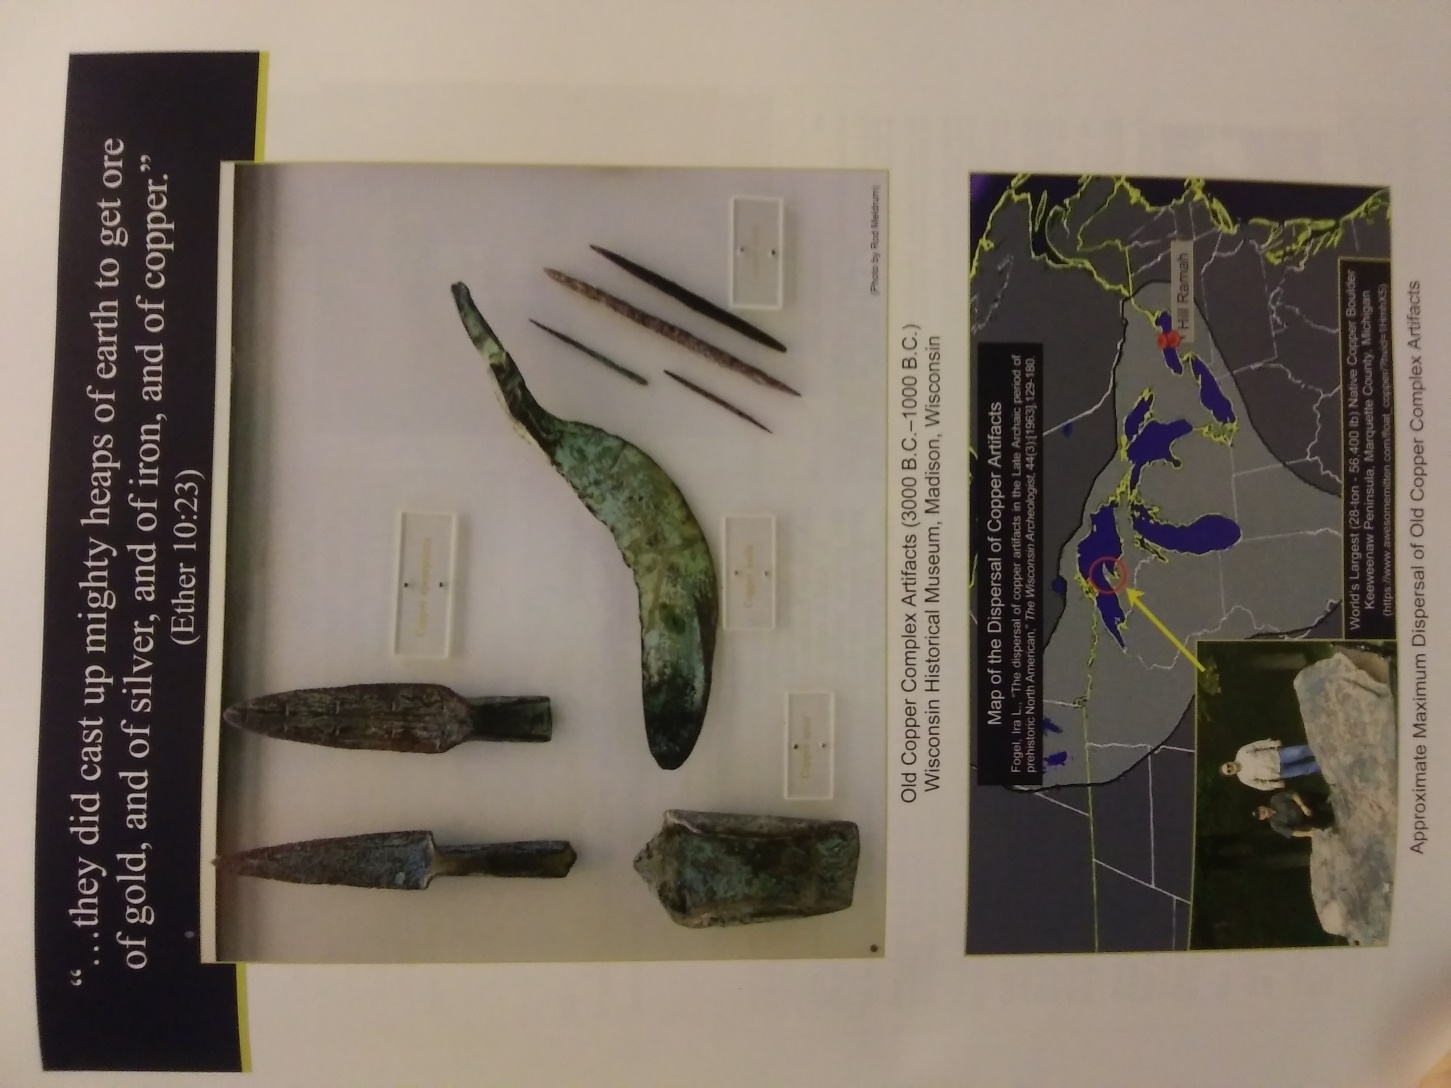 “…they did cast up mighty heaps of earth to get ore
of gold, and of silver, and of iron, and of copper.”
(Ether 10:23)
(Photo by Rod Meldrum)
Old Copper Complex Artifacts (3000 B.C.–1000 B.C.)
Wisconsin Historical Museum, Madison, Wisconsin
Map of the Dispersal of Copper Artifacts
Fogel, Ira L., "The dispersal of copper artifacts in the Late Archaic period of
prehistoric North American," The Wisconsin Archeologist, 44(3):[1963],129-180.
Hill Ramah
World's Largest (28-ton - 56,400 lb) Native Copper Boulder
Keeweenaw Peninsula, Marquette County, Michigan
Approximate Maximum Dispersal of Old Copper Complex Artifacts